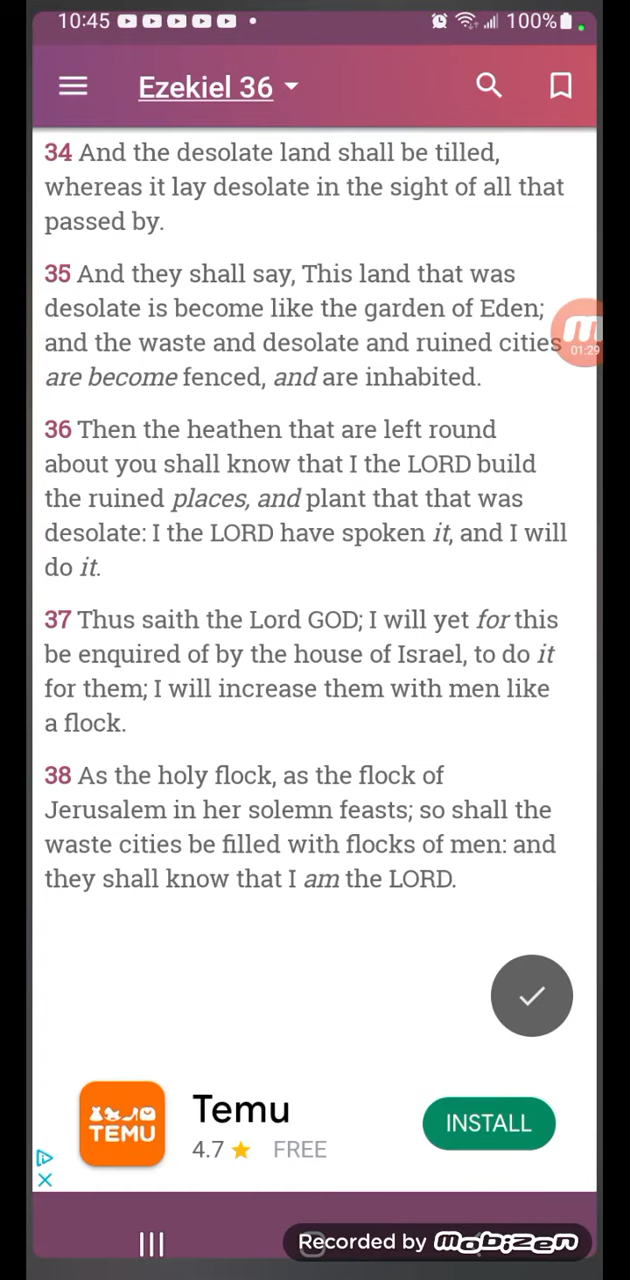 10:45 100%
Ezekiel 36
34 And the desolate land shall be tilled,
whereas it lay desolate in the sight of all that
passed by.
35 And they shall say, This land that was
desolate is become like the garden of Eden;
and the waste and desolate and ruined cities
are become fenced, and are inhabited.
01:29
36 Then the heathen that are left round
about you shall know that I the LORD build
the ruined places, and plant that that was
desolate: I the LORD have spoken it, and I will
do it.
37 Thus saith the Lord GOD; I will yet for this
be enquired of by the house of Israel, to do it
for them; I will increase them with men like
a flock.
38 As the holy flock, as the flock of
Jerusalem in her solemn feasts; so shall the
waste cities be filled with flocks of men: and
they shall know that I am the LORD.
TEMU
Temu
4.7 FREE
INSTALL
Recorded by mobizen